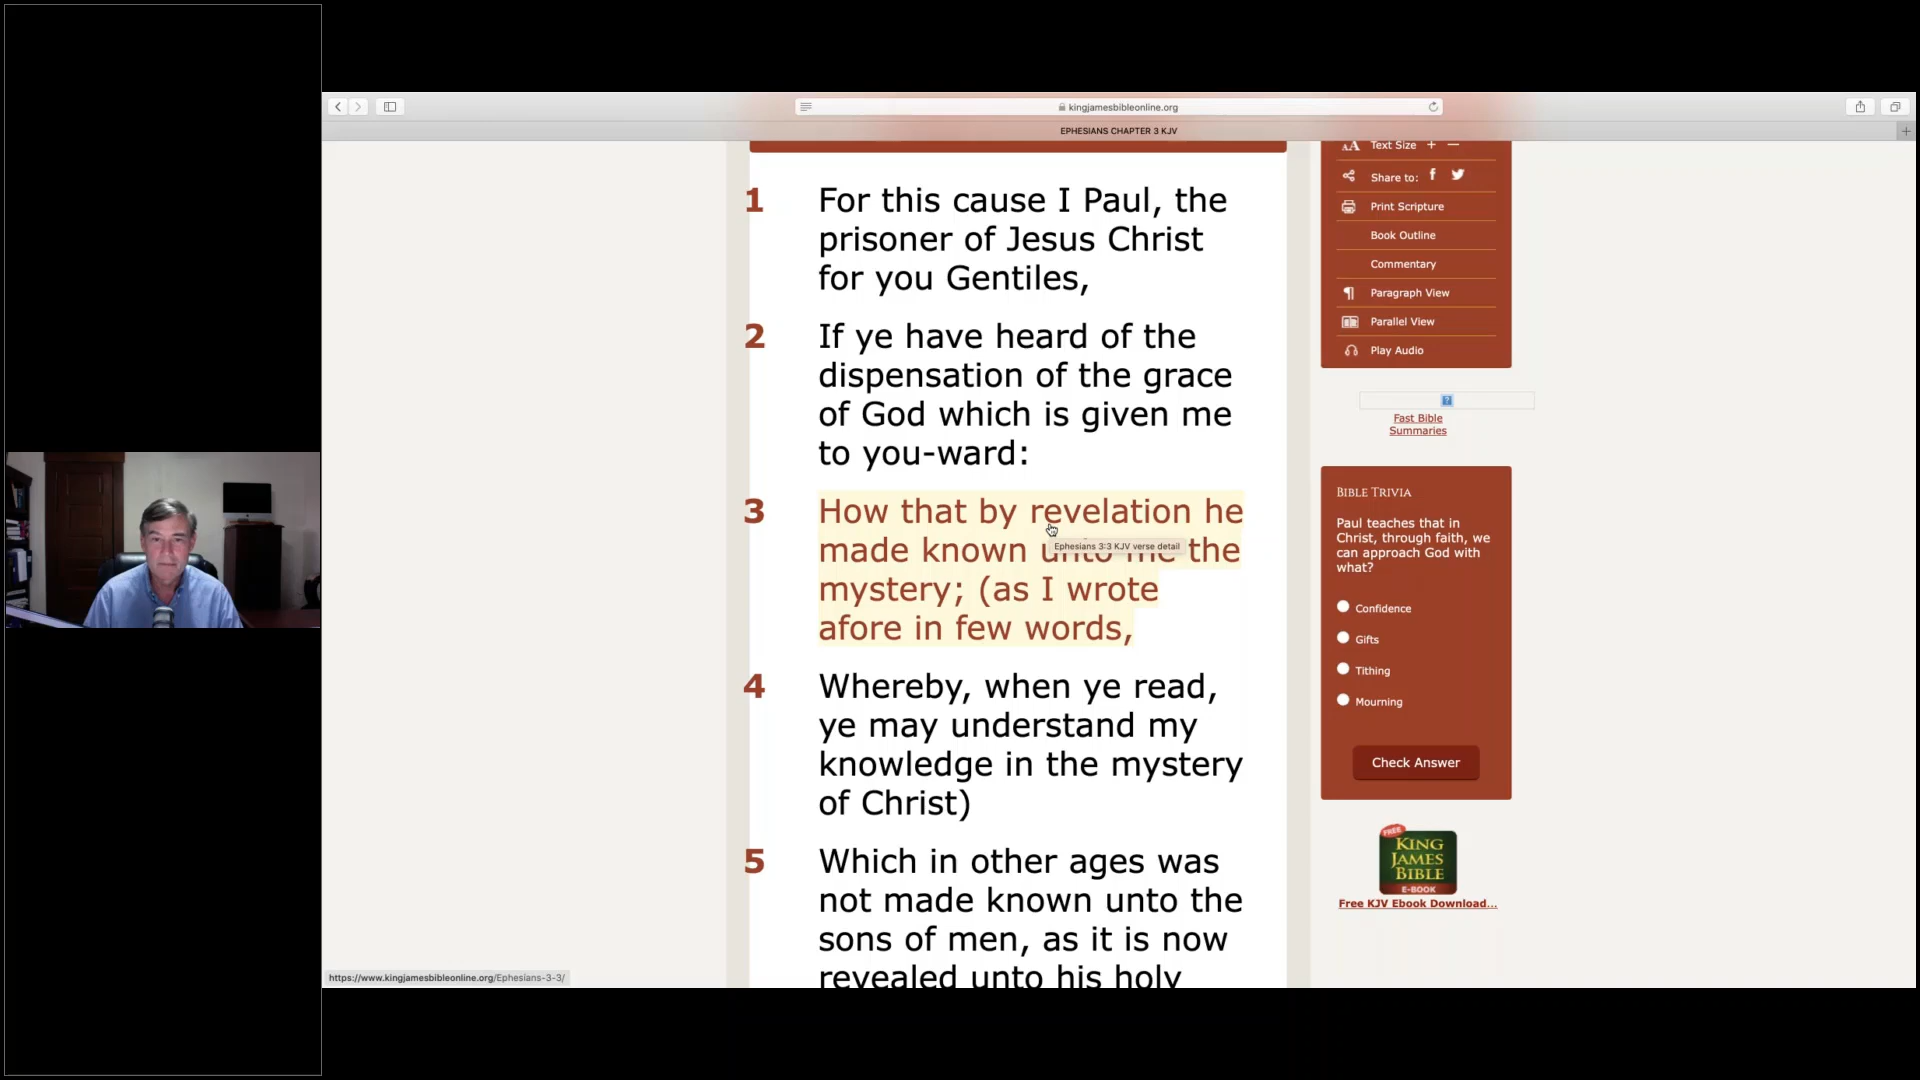 kingjamesbibleonline.org
EPHESIANS CHAPTER 3 KJV
1 For this cause I Paul, the
prisoner of Jesus Christ
for you Gentiles,
2 If ye have heard of the
dispensation of the grace
of God which is given me
to you-ward:
3 How that by revelation he
made known unto me the
Ephesians 3:3 KJV verse detail
mystery; (as I wrote
afore in few words,
4 Whereby, when ye read,
ye may understand my
knowledge in the mystery
of Christ)
5 Which in other ages was
not made known unto the
sons of men, as it is now
revealed unto his holy
AA Text Size + −
Share to: f
Print Scripture
Book Outline
Commentary
¶ Paragraph View
Parallel View
Play Audio
?
Fast Bible
Summaries
BIBLE TRIVIA
Paul teaches that in
Christ, through faith, we
can approach God with
what?
Confidence
Gifts
Tithing
Mourning
Check Answer
FREE
KING
JAMES
BIBLE
E-BOOK
Free KJV Ebook Download...
https://www.kingjamesbibleonline.org/Ephesians-3-3/